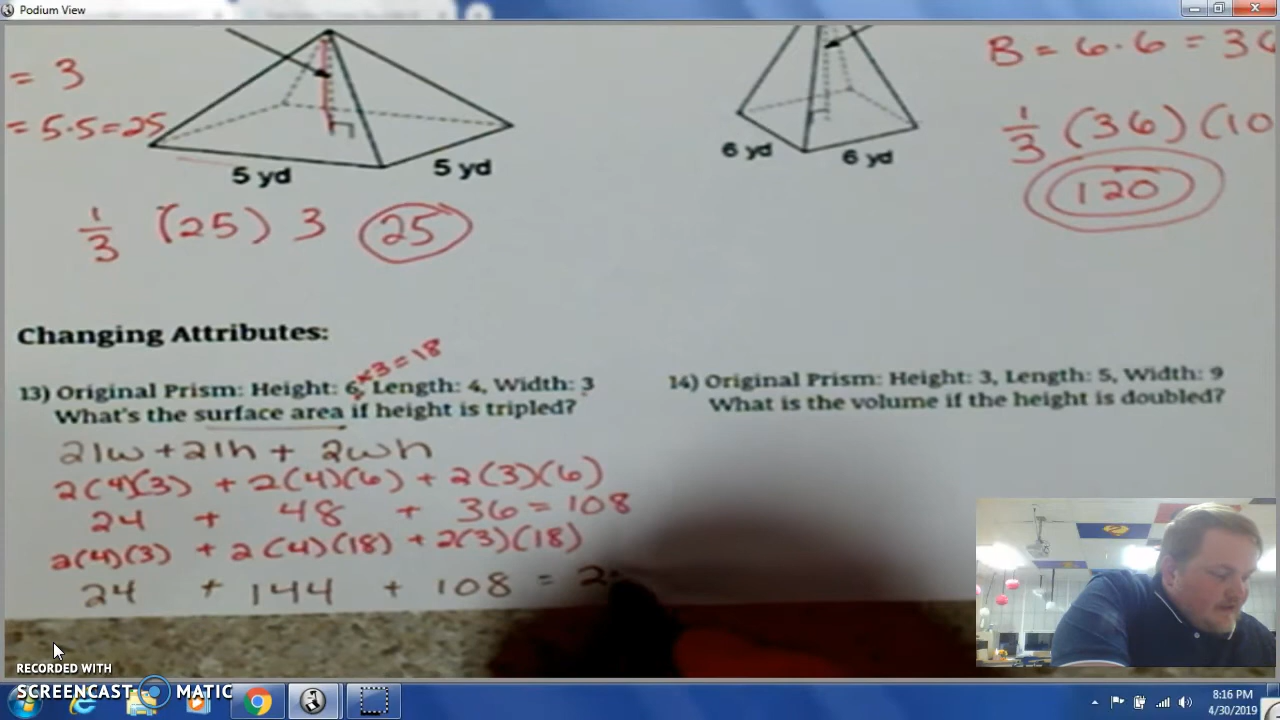 Podium View
= 3
= 5·5=25
5 yd
5 yd
1/3 (25) 3 25
6 yd
6 yd
B = 6·6 = 36
1/3 (36)(10
120
Changing Attributes:
×3=18
13) Original Prism: Height: 6, Length: 4, Width: 3
What's the surface area if height is tripled?
2lw+2lh+ 2wh
2(4)(3) + 2(4)(6) + 2(3)(6)
24 + 48 + 36 = 108
2(4)(3) + 2(4)(18) + 2(3)(18)
24 + 144 + 108 = 2
14) Original Prism: Height: 3, Length: 5, Width: 9
What is the volume if the height is doubled?
RECORDED WITH
SCREENCAST MATIC
8:16 PM
4/30/2019